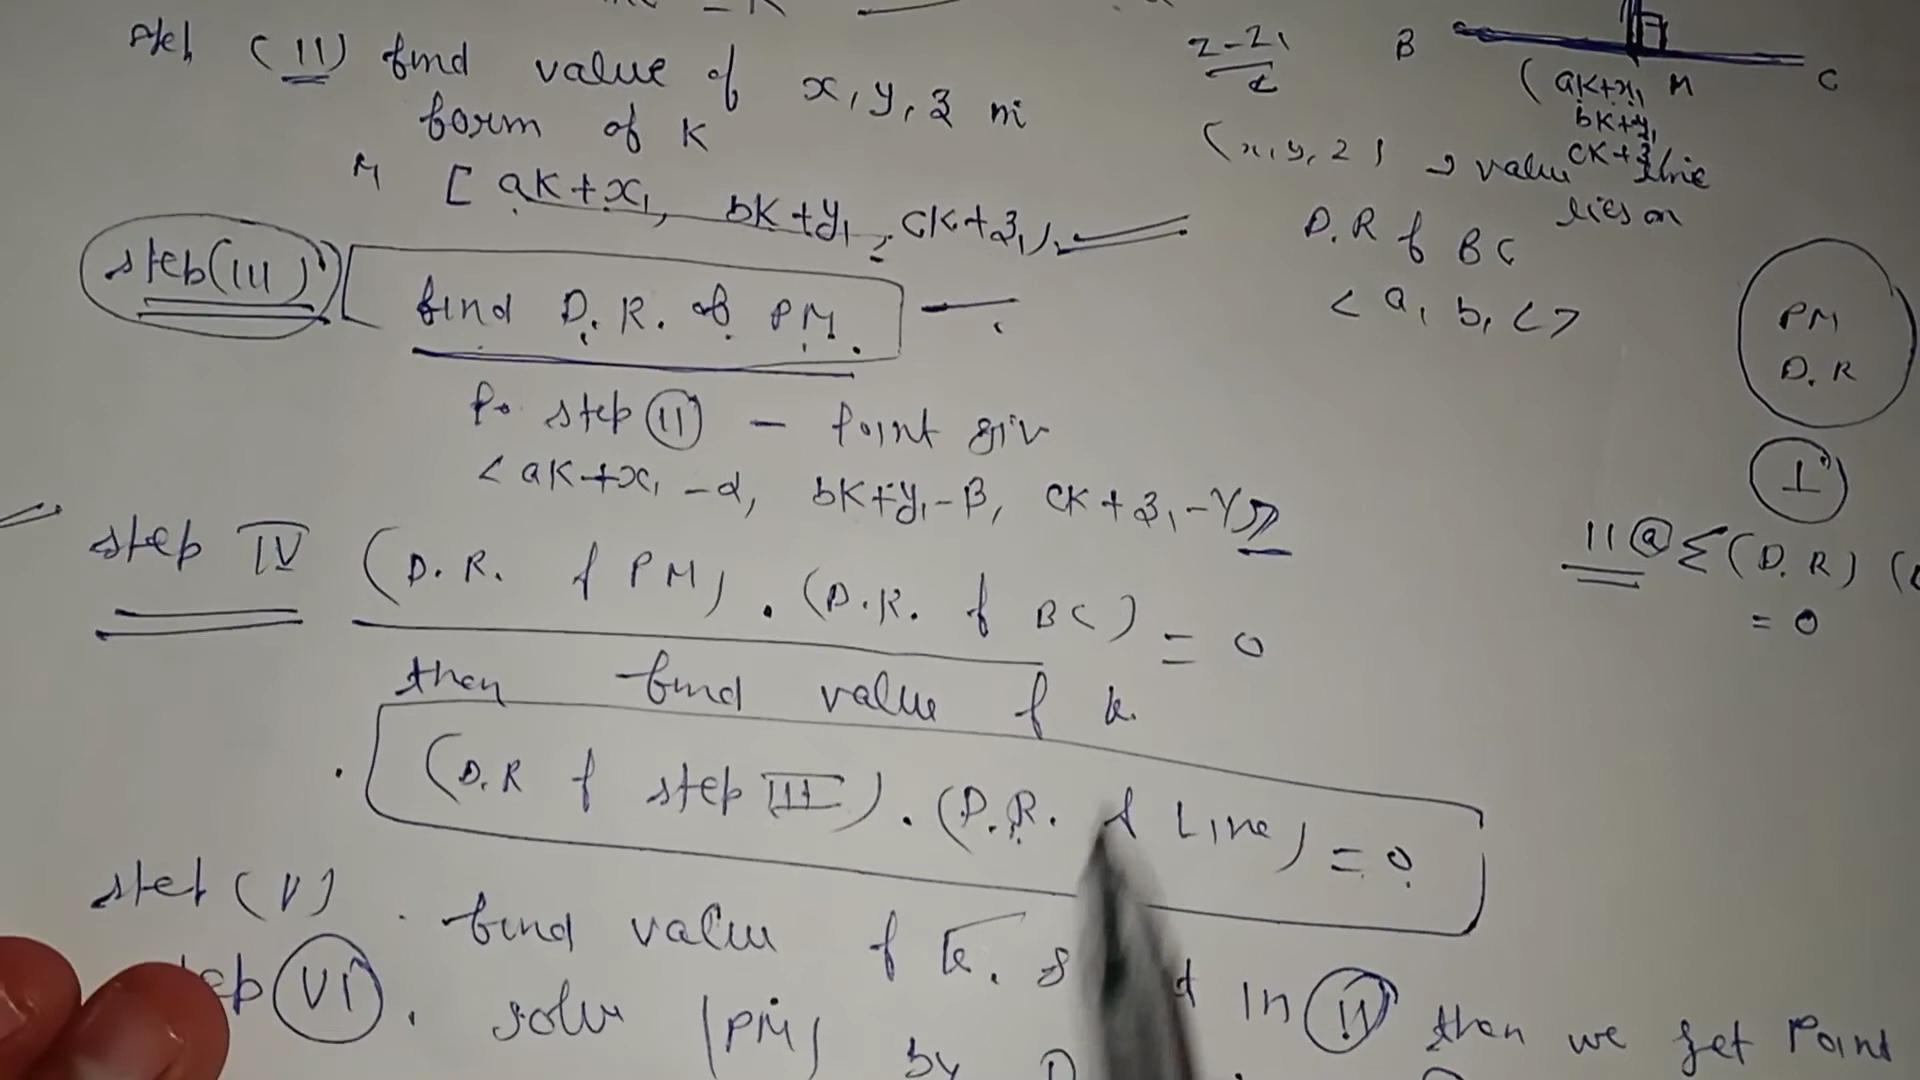 step (II) find value of x, y, z in
form of K
M [ aK+x₁, bK+y₁, cK+z₁),
step(III) find D.R. of PM.
step (II) - Point giv
< aK+x₁-α, bK+y₁-β, cK+z₁-γ>
step IV (D.R. of PM) . (D.R. of BC) = 0
then find value of k.
(D.R of step III) . (D.R. of Line) = 0.
step (V) find value of k. in (II) then we get Point
step (VI) . solve |PM| by D
z-z₁
c
B
C
(aK+x₁ M
bK+y₁
cK+z₁
(x, y, z) value line
lies on
D.R of BC
< a, b, c>
PM
D.R
⊥
11@ Σ(D.R) (
= 0